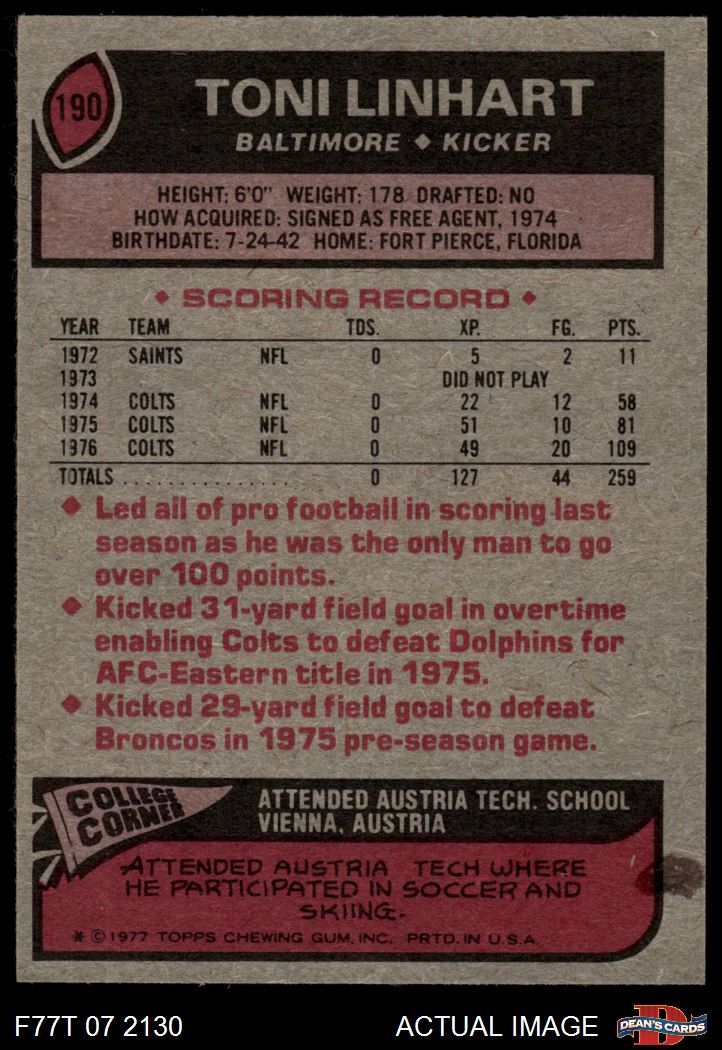 190
TONI LINHART
BALTIMORE ◆ KICKER
HEIGHT: 6'0" WEIGHT: 178 DRAFTED: NO
HOW ACQUIRED: SIGNED AS FREE AGENT, 1974
BIRTHDATE: 7-24-42 HOME: FORT PIERCE, FLORIDA
◆ SCORING RECORD ◆
YEAR TEAM TDS. XP. FG. PTS.
1972 SAINTS NFL 0 5 2 11
1973 DID NOT PLAY
1974 COLTS NFL 0 22 12 58
1975 COLTS NFL 0 51 10 81
1976 COLTS NFL 0 49 20 109
TOTALS . . . . . . . . . . . . . . . 0 127 44 259
◆ Led all of pro football in scoring last
season as he was the only man to go
over 100 points.
◆ Kicked 31-yard field goal in overtime
enabling Colts to defeat Dolphins for
AFC-Eastern title in 1975.
◆ Kicked 29-yard field goal to defeat
Broncos in 1975 pre-season game.
COLLEGE
CORNER
ATTENDED AUSTRIA TECH. SCHOOL
VIENNA, AUSTRIA
ATTENDED AUSTRIA TECH WHERE
HE PARTICIPATED IN SOCCER AND
SKIING.
* © 1977 TOPPS CHEWING GUM, INC. PRTD. IN U.S.A.
F77T 07 2130 ACTUAL IMAGE
D
DEAN'S CARDS